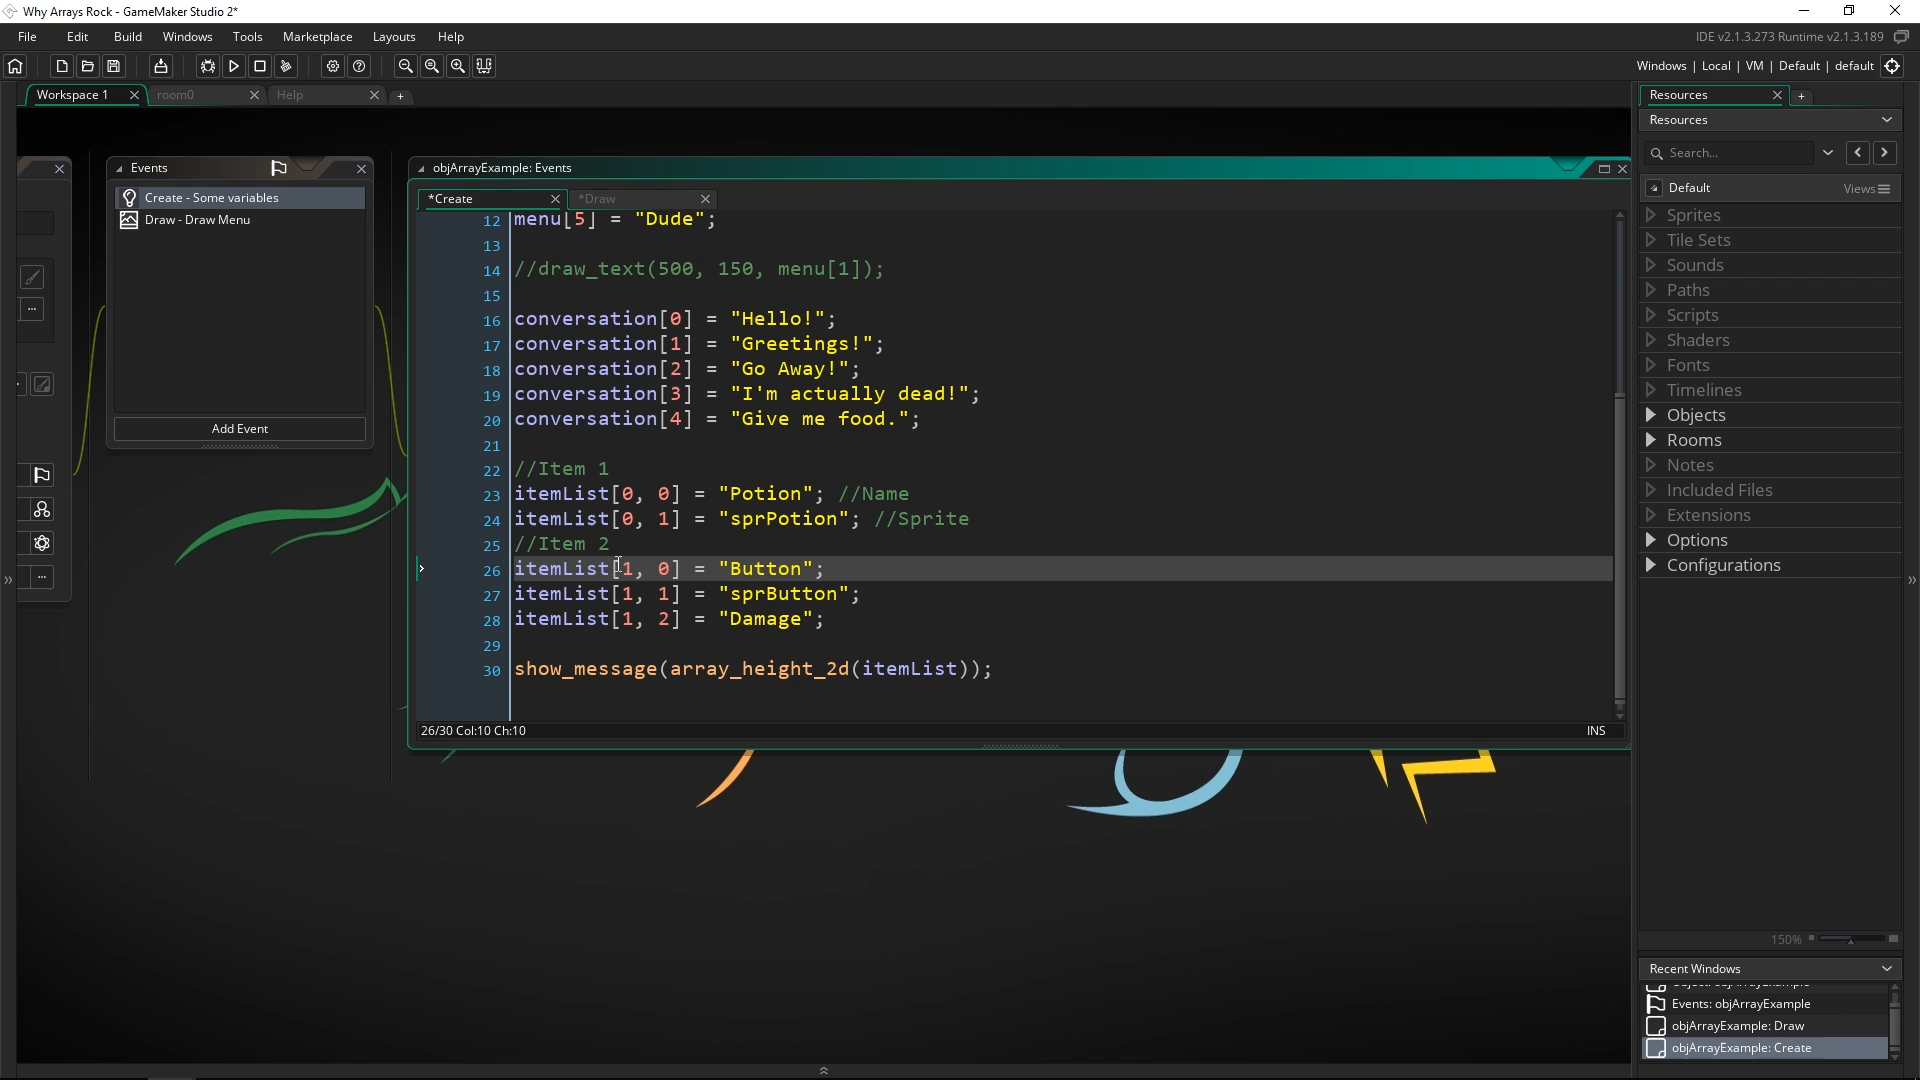 Why Arrays Rock - GameMaker Studio 2*
File Edit Build Windows Tools Marketplace Layouts Help
IDE v2.1.3.273 Runtime v2.1.3.189
Windows | Local | VM | Default | default
Workspace 1
room0
Help
Events
Create - Some variables
Draw - Draw Menu
Add Event
objArrayExample: Events
*Create
*Draw
12 menu[5] = "Dude";
13
14 //draw_text(500, 150, menu[1]);
15
16 conversation[0] = "Hello!";
17 conversation[1] = "Greetings!";
18 conversation[2] = "Go Away!";
19 conversation[3] = "I'm actually dead!";
20 conversation[4] = "Give me food.";
21
22 //Item 1
23 itemList[0, 0] = "Potion"; //Name
24 itemList[0, 1] = "sprPotion"; //Sprite
25 //Item 2
26 itemList[1, 0] = "Button";
27 itemList[1, 1] = "sprButton";
28 itemList[1, 2] = "Damage";
29
30 show_message(array_height_2d(itemList));
26/30 Col:10 Ch:10
INS
Resources
Resources
Search...
Default
Views
Sprites
Tile Sets
Sounds
Paths
Scripts
Shaders
Fonts
Timelines
Objects
Rooms
Notes
Included Files
Extensions
Options
Configurations
150%
Recent Windows
Events: objArrayExample
objArrayExample: Draw
objArrayExample: Create